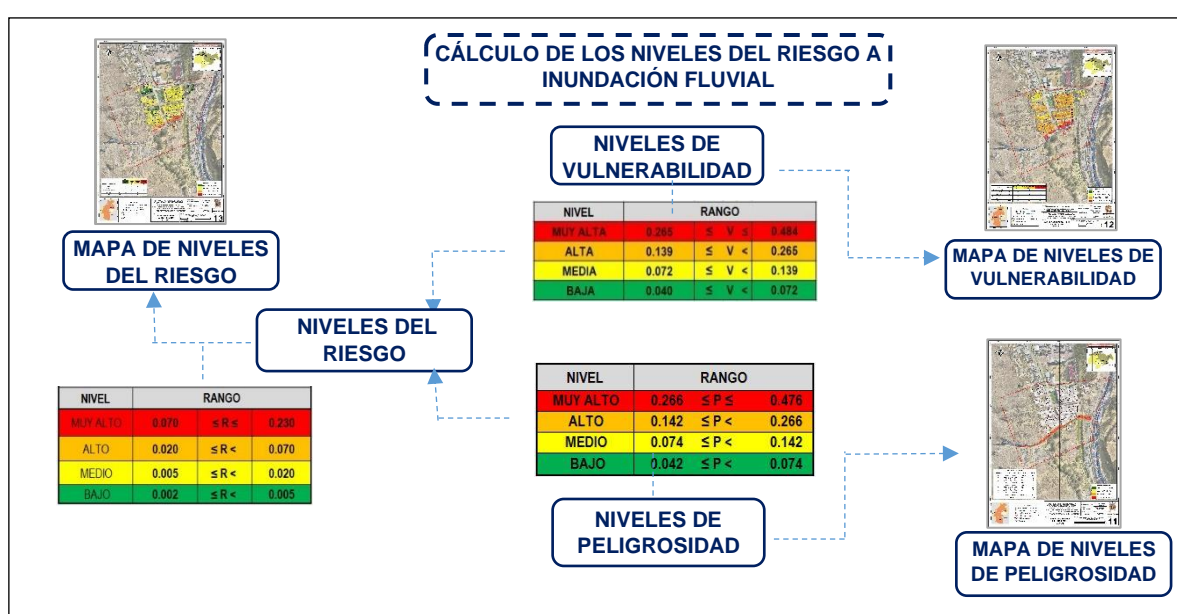 CÁLCULO DE LOS NIVELES DEL RIESGO A
INUNDACIÓN FLUVIAL
NIVELES DE
VULNERABILIDAD
NIVEL RANGO
MUY ALTA 0.265 ≤ V ≤ 0.484
ALTA 0.139 ≤ V < 0.265
MEDIA 0.072 ≤ V < 0.139
BAJA 0.040 ≤ V < 0.072
13
MAPA DE NIVELES
DEL RIESGO
12
MAPA DE NIVELES DE
VULNERABILIDAD
NIVELES DEL
RIESGO
NIVEL RANGO
MUY ALTO 0.070 ≤ R ≤ 0.230
ALTO 0.020 ≤ R < 0.070
MEDIO 0.005 ≤ R < 0.020
BAJO 0.002 ≤ R < 0.005
NIVEL RANGO
MUY ALTO 0.266 ≤ P ≤ 0.476
ALTO 0.142 ≤ P < 0.266
MEDIO 0.074 ≤ P < 0.142
BAJO 0.042 ≤ P < 0.074
NIVELES DE
PELIGROSIDAD
11
MAPA DE NIVELES
DE PELIGROSIDAD